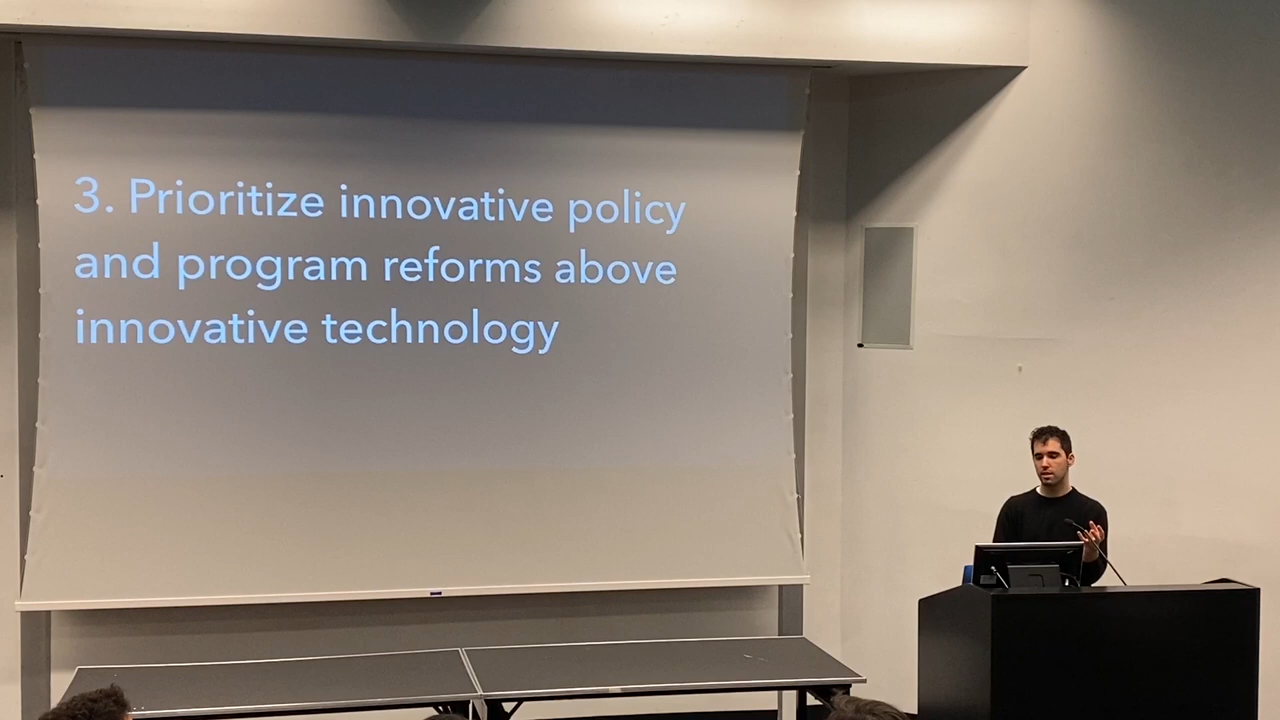 3. Prioritize innovative policy
and program reforms above
innovative technology